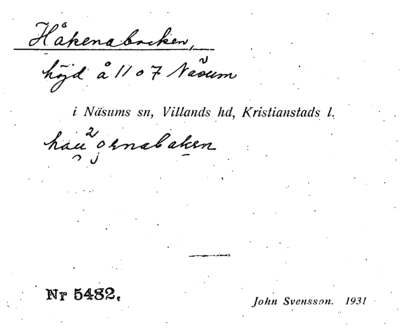 Håkenabacken,
höjd å 11 o 7 Näsum
i Näsums sn, Villands hd, Kristianstads l.
Nr 5482.
John Svensson. 1931